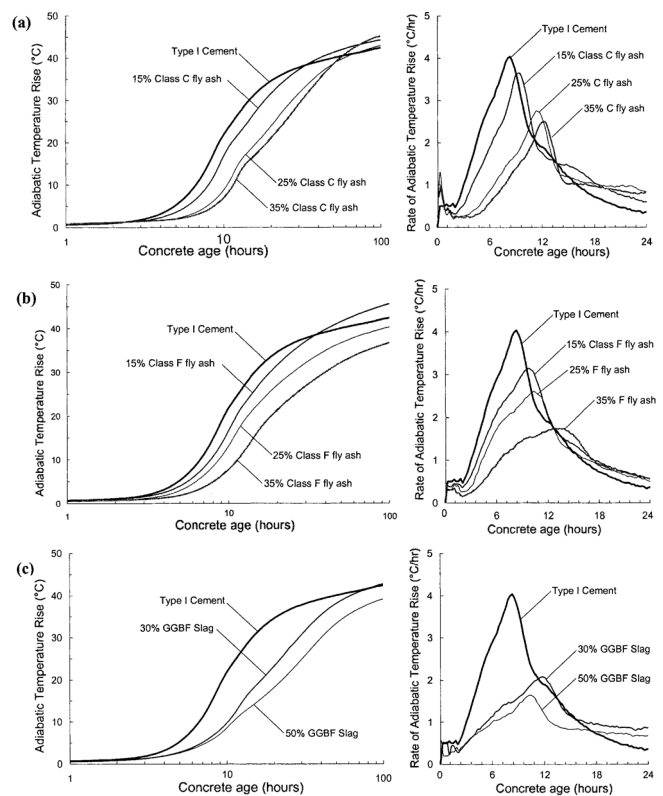 (a)
Adiabatic Temperature Rise (°C)
50
40
30
20
10
0
Type I Cement
15% Class C fly ash
25% Class C fly ash
35% Class C fly ash
1
10
100
Concrete age (hours)
Rate of Adiabatic Temperature Rise (°C/hr)
5
4
3
2
1
0
Type I Cement
15% Class C fly ash
25% C fly ash
35% C fly ash
0
6
12
18
24
Concrete age (hours)
(b)
Adiabatic Temperature Rise (°C)
50
40
30
20
10
0
Type I Cement
15% Class F fly ash
25% Class F fly ash
35% Class F fly ash
1
10
100
Concrete age (hours)
Rate of Adiabatic Temperature Rise (°C/hr)
5
4
3
2
1
0
Type I Cement
15% Class F fly ash
25% F fly ash
35% F fly ash
0
6
12
18
24
Concrete age (hours)
(c)
Adiabatic Temperature Rise (°C)
50
40
30
20
10
0
Type I Cement
30% GGBF Slag
50% GGBF Slag
1
10
100
Concrete age (hours)
Rate of Adiabatic Temperature Rise (°C/hr)
5
4
3
2
1
0
Type I Cement
30% GGBF Slag
50% GGBF Slag
0
6
12
18
24
Concrete age (hours)